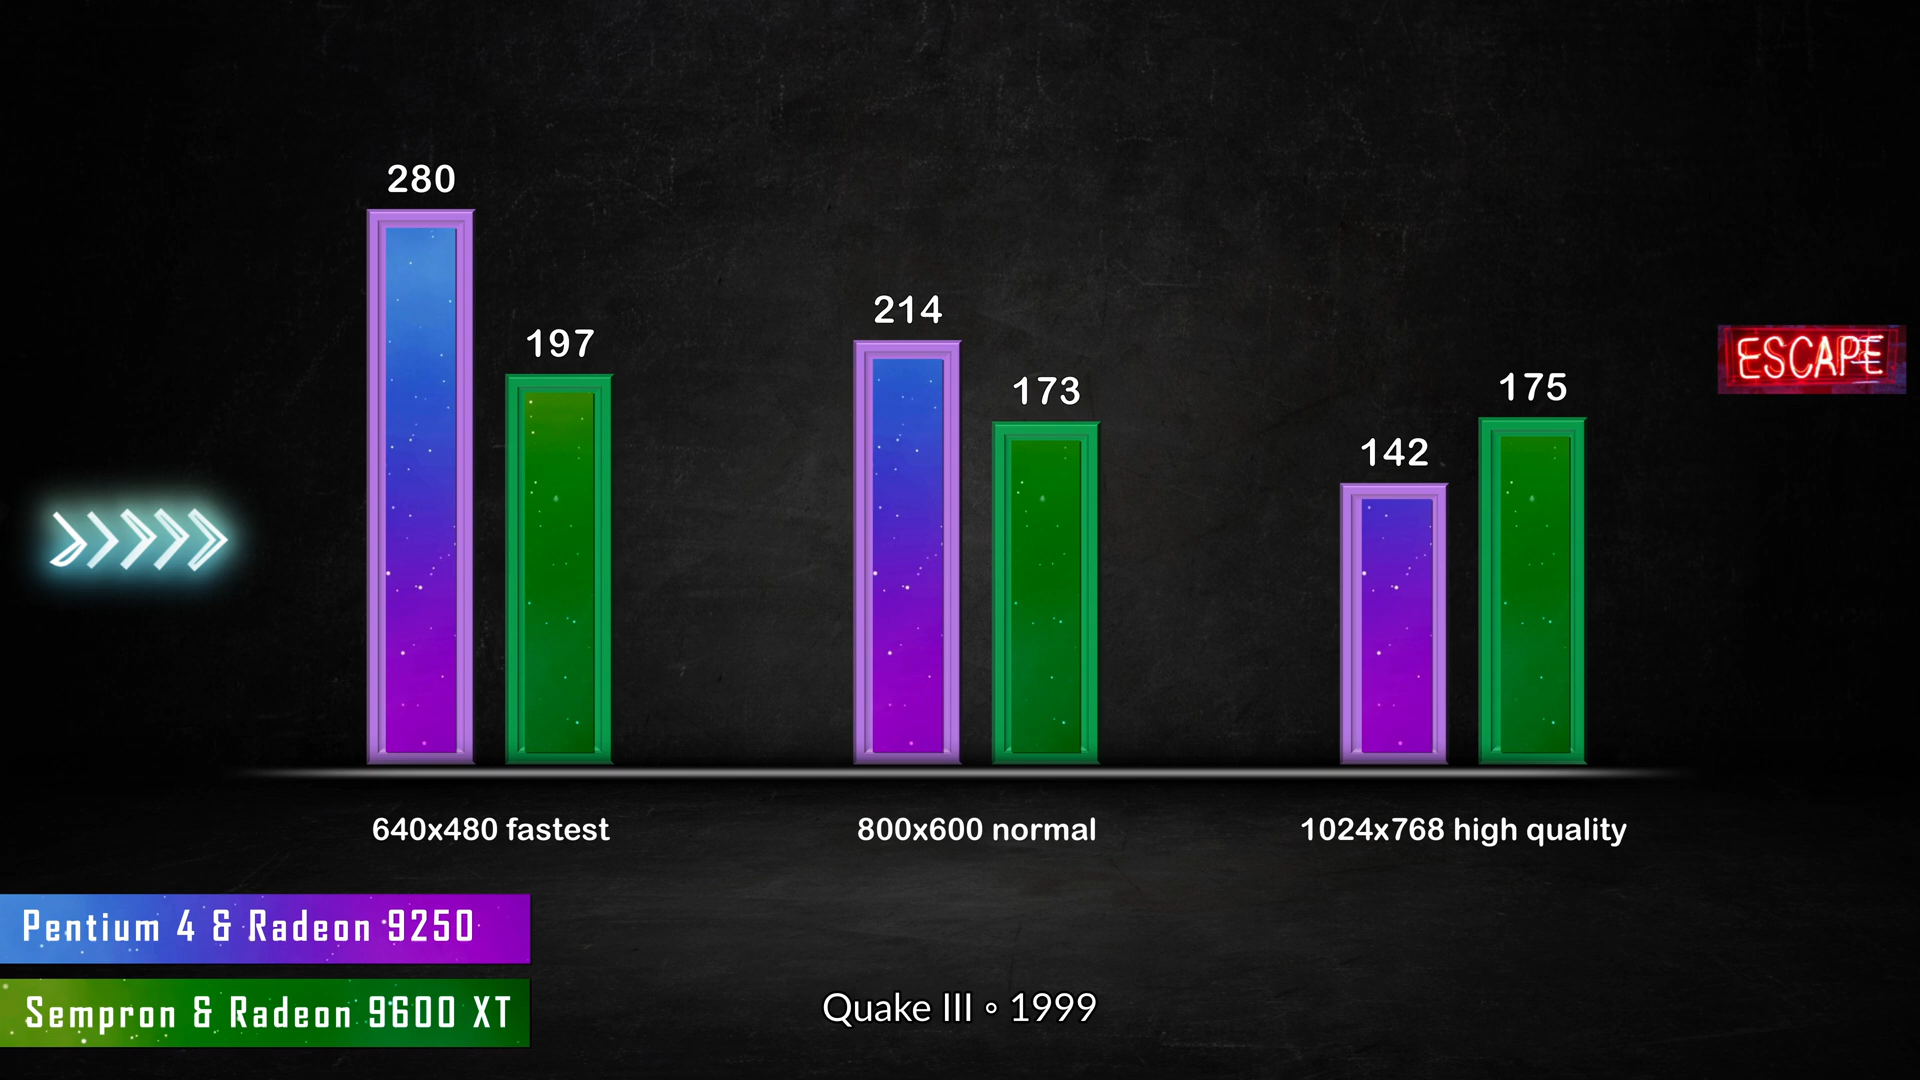 280
197
214
173
142
175
ESCAPE
640x480 fastest
800x600 normal
1024x768 high quality
Pentium 4 & Radeon 9250
Sempron & Radeon 9600 XT
Quake III ∘ 1999